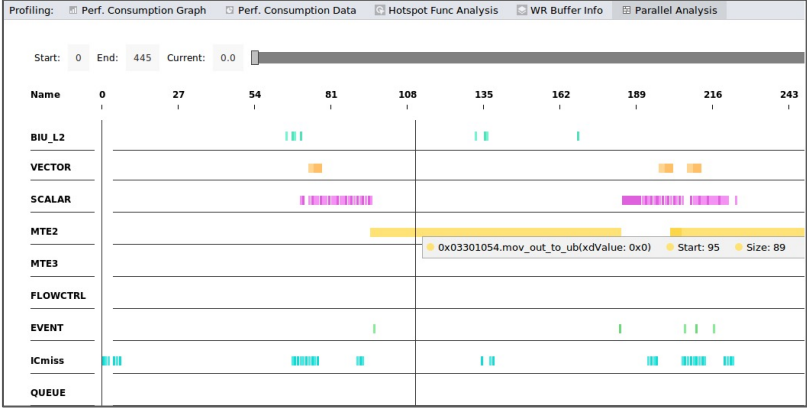 Profiling: Perf. Consumption Graph Perf. Consumption Data Hotspot Func Analysis WR Buffer Info Parallel Analysis
Start: 0 End: 445 Current: 0.0
Name 0 27 54 81 108 135 162 189 216 243
BIU_L2
VECTOR
SCALAR
MTE2
0x03301054.mov_out_to_ub(xdValue: 0x0) Start: 95 Size: 89
MTE3
FLOWCTRL
EVENT
ICmiss
QUEUE